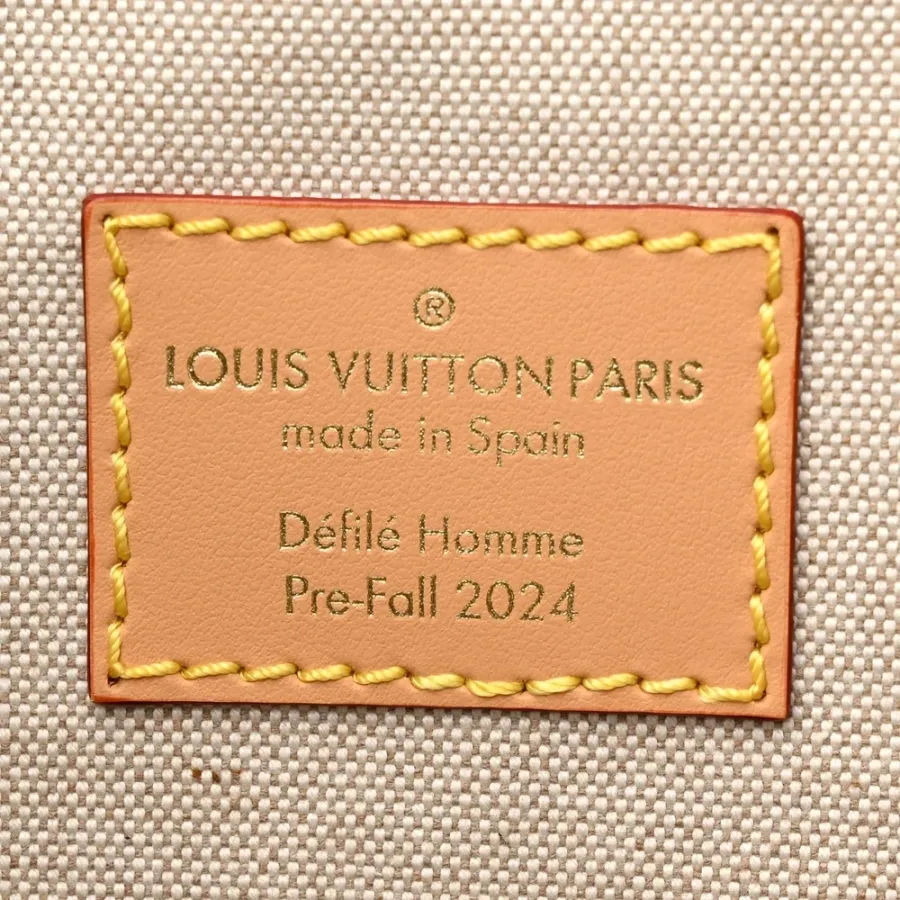 ®
LOUIS VUITTON PARIS
made in Spain
Défilé Homme
Pre-Fall 2024